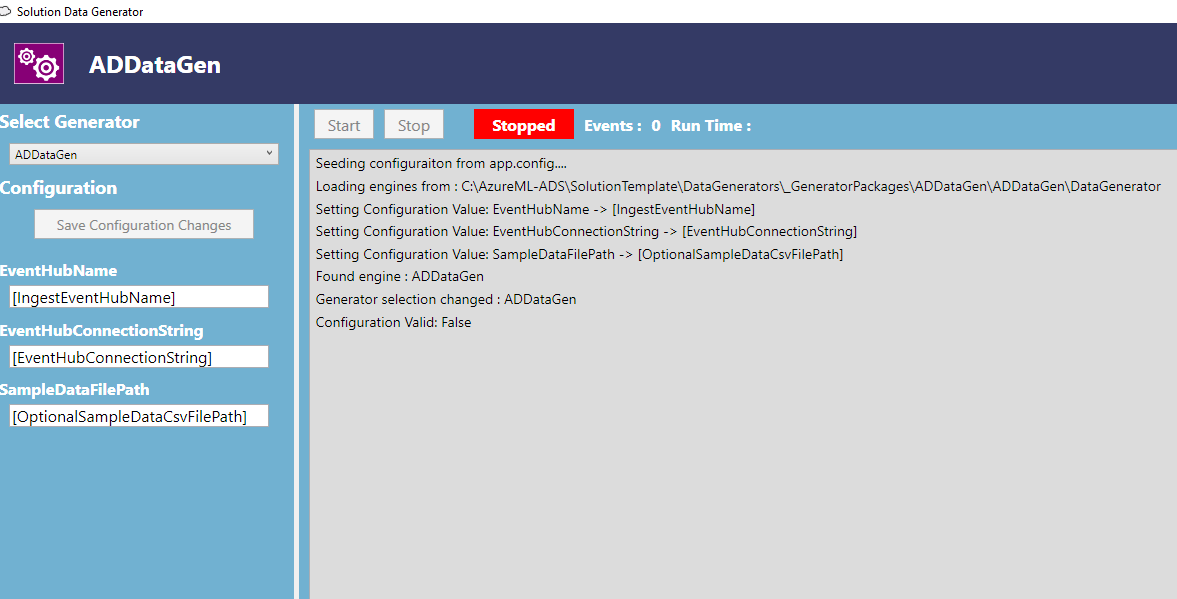 Solution Data Generator
ADDataGen
Select Generator
ADDataGen
Configuration
Save Configuration Changes
EventHubName
[IngestEventHubName]
EventHubConnectionString
[EventHubConnectionString]
SampleDataFilePath
[OptionalSampleDataCsvFilePath]
Start Stop Stopped Events : 0 Run Time :
Seeding configuraiton from app.config....
Loading engines from : C:\AzureML-ADS\SolutionTemplate\DataGenerators\_GeneratorPackages\ADDataGen\ADDataGen\DataGenerator
Setting Configuration Value: EventHubName -> [IngestEventHubName]
Setting Configuration Value: EventHubConnectionString -> [EventHubConnectionString]
Setting Configuration Value: SampleDataFilePath -> [OptionalSampleDataCsvFilePath]
Found engine : ADDataGen
Generator selection changed : ADDataGen
Configuration Valid: False